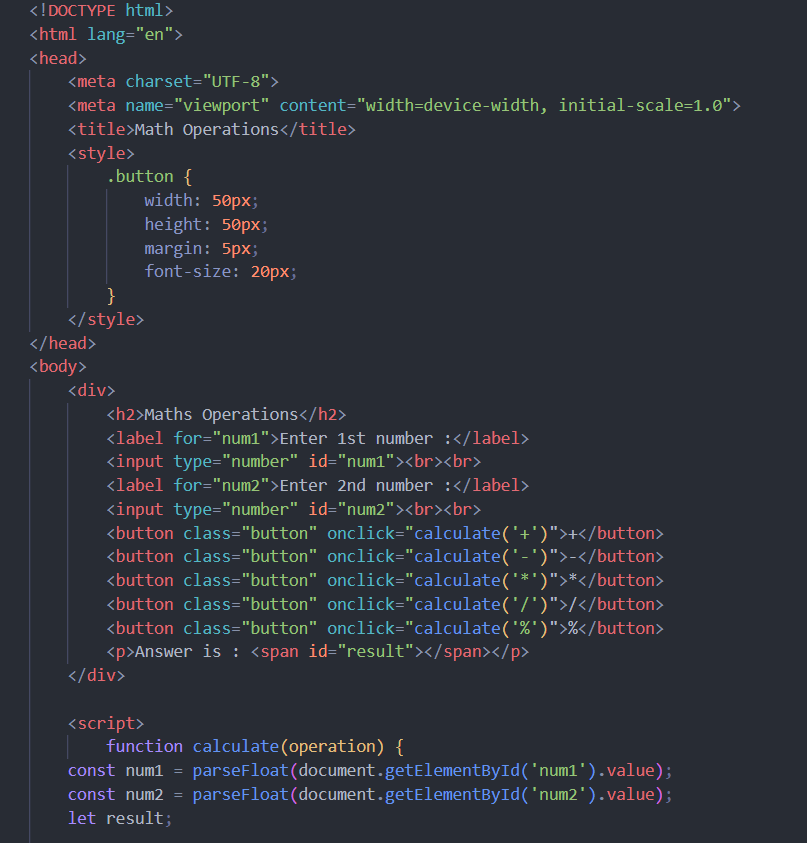 <!DOCTYPE html>
<html lang="en">
<head>
    <meta charset="UTF-8">
    <meta name="viewport" content="width=device-width, initial-scale=1.0">
    <title>Math Operations</title>
    <style>
        .button {
            width: 50px;
            height: 50px;
            margin: 5px;
            font-size: 20px;
        }
    </style>
</head>
<body>
    <div>
        <h2>Maths Operations</h2>
        <label for="num1">Enter 1st number :</label>
        <input type="number" id="num1"><br><br>
        <label for="num2">Enter 2nd number :</label>
        <input type="number" id="num2"><br><br>
        <button class="button" onclick="calculate('+')">+</button>
        <button class="button" onclick="calculate('-')">-</button>
        <button class="button" onclick="calculate('*')">*</button>
        <button class="button" onclick="calculate('/')">/</button>
        <button class="button" onclick="calculate('%')">%</button>
        <p>Answer is : <span id="result"></span></p>
    </div>

    <script>
        function calculate(operation) {
    const num1 = parseFloat(document.getElementById('num1').value);
    const num2 = parseFloat(document.getElementById('num2').value);
    let result;